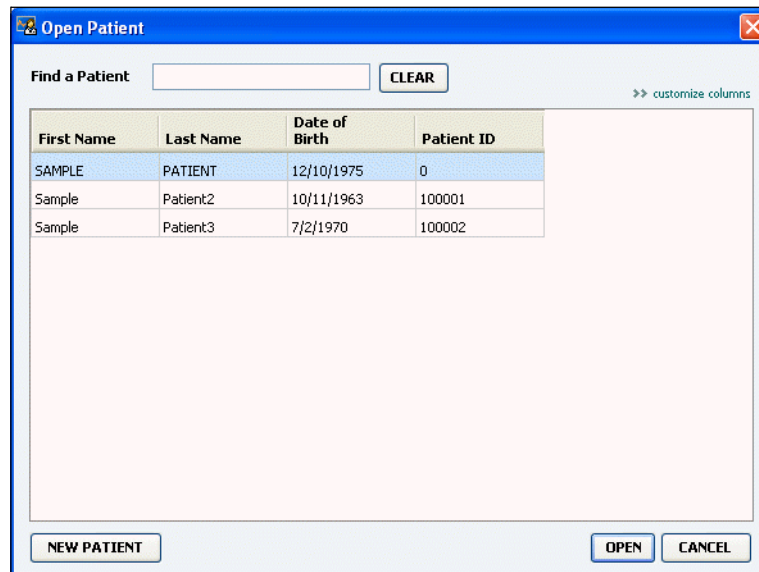 Open Patient
Find a Patient CLEAR
>> customize columns
First Name Last Name Date of Birth Patient ID
SAMPLE PATIENT 12/10/1975 0
Sample Patient2 10/11/1963 100001
Sample Patient3 7/2/1970 100002
NEW PATIENT OPEN CANCEL